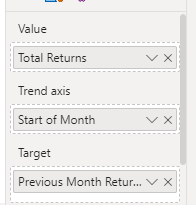 Value
Total Returns
Trend axis
Start of Month
Target
Previous Month Retur...